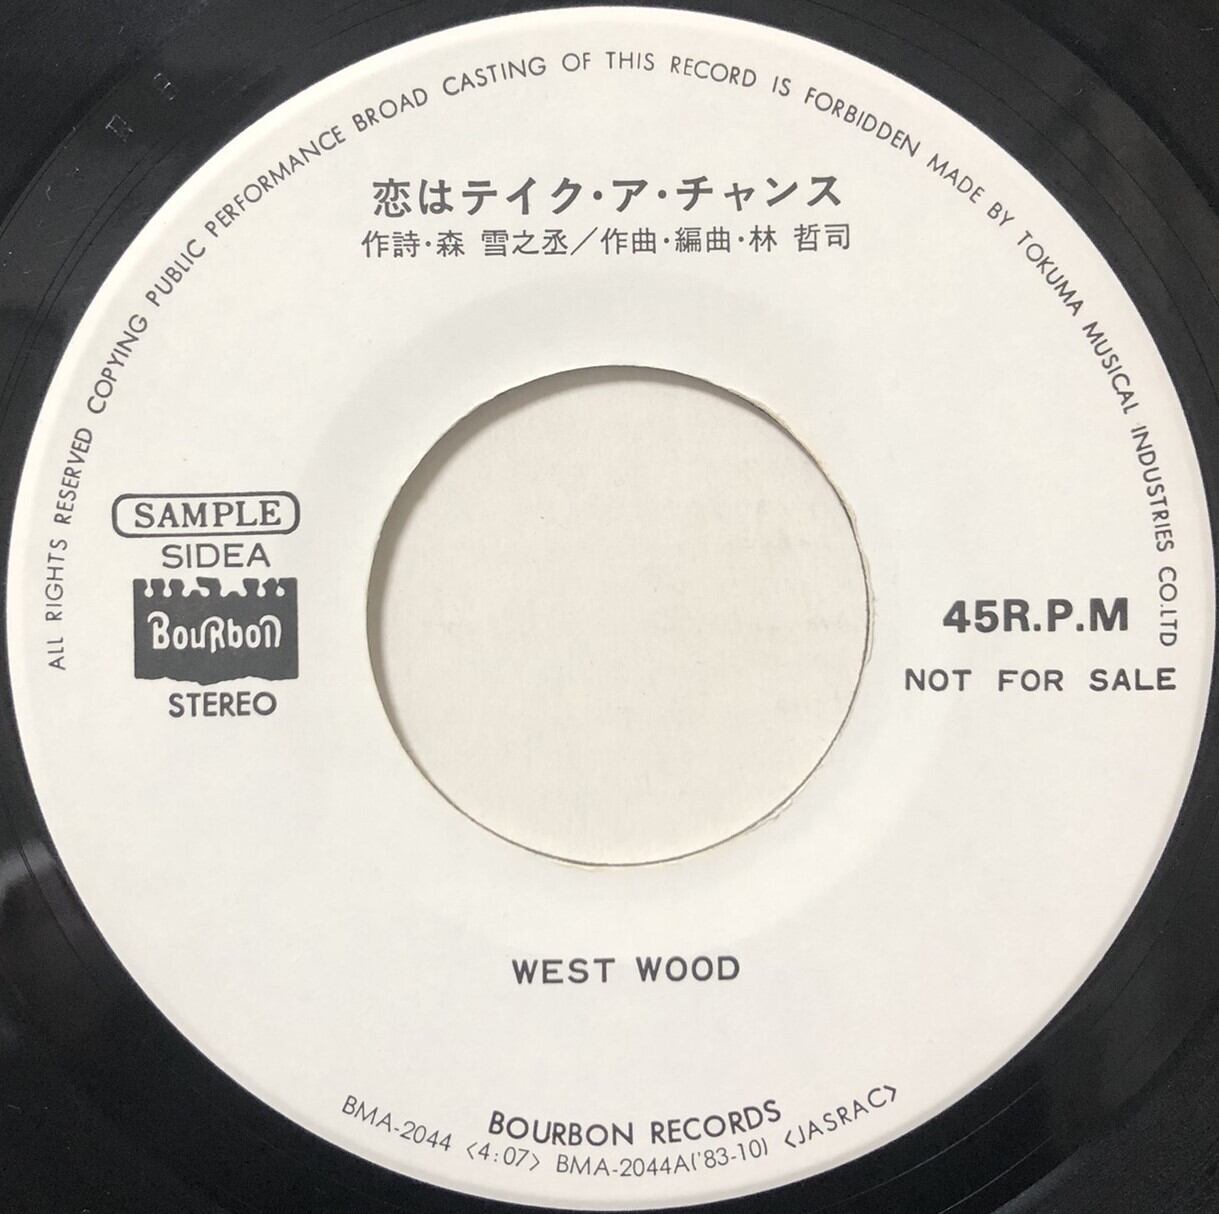 ALL RIGHTS RESERVED COPYING PUBLIC PERFORMANCE BROAD CASTING OF THIS RECORD IS FORBIDDEN MADE BY TOKUMA MUSICAL INDUSTRIES CO.LTD
恋はテイク・ア・チャンス
作詩・森 雪之丞／作曲・編曲・林 哲司
SAMPLE
SIDEA
BouRbon
STEREO
45R.P.M
NOT FOR SALE
WEST WOOD
BOURBON RECORDS
BMA-2044 <4:07> BMA-2044A('83-10) <JASRAC>